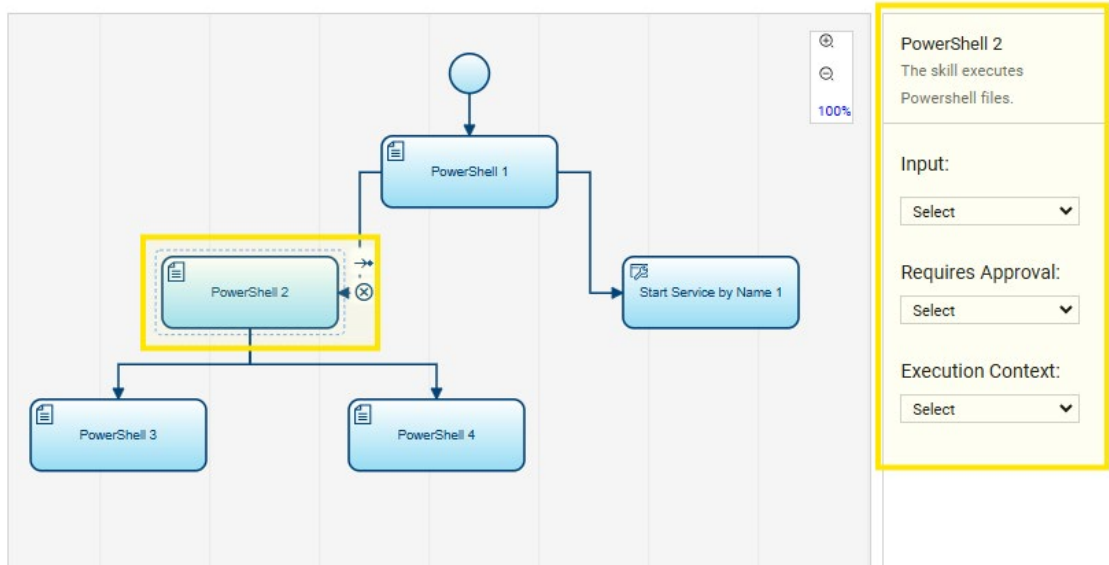 100%
PowerShell 1
PowerShell 2
Start Service by Name 1
PowerShell 3
PowerShell 4
PowerShell 2
The skill executes
Powershell files.
Input:
Select
Requires Approval:
Select
Execution Context:
Select